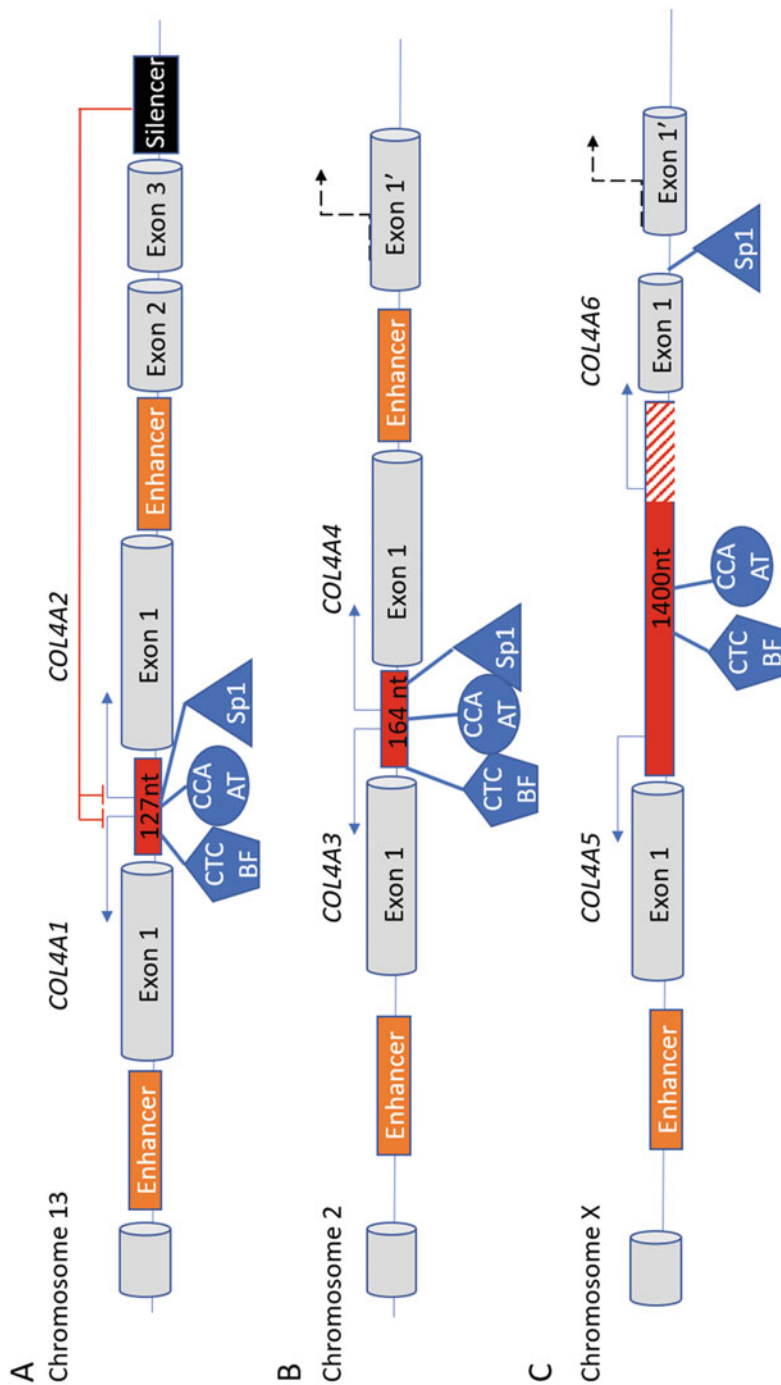 A
Chromosome 13
COL4A1
COL4A2
Enhancer
Exon 1
127nt
Exon 1
Enhancer
Exon 2
Exon 3
Silencer
CTC
BF
CCA
AT
Sp1
B
Chromosome 2
COL4A3
COL4A4
Enhancer
Exon 1
164 nt
Exon 1
Enhancer
Exon 1’
CTC
BF
CCA
AT
Sp1
C
Chromosome X
COL4A5
COL4A6
Enhancer
Exon 1
1400nt
Exon 1
Exon 1’
CTC
BF
CCA
AT
Sp1